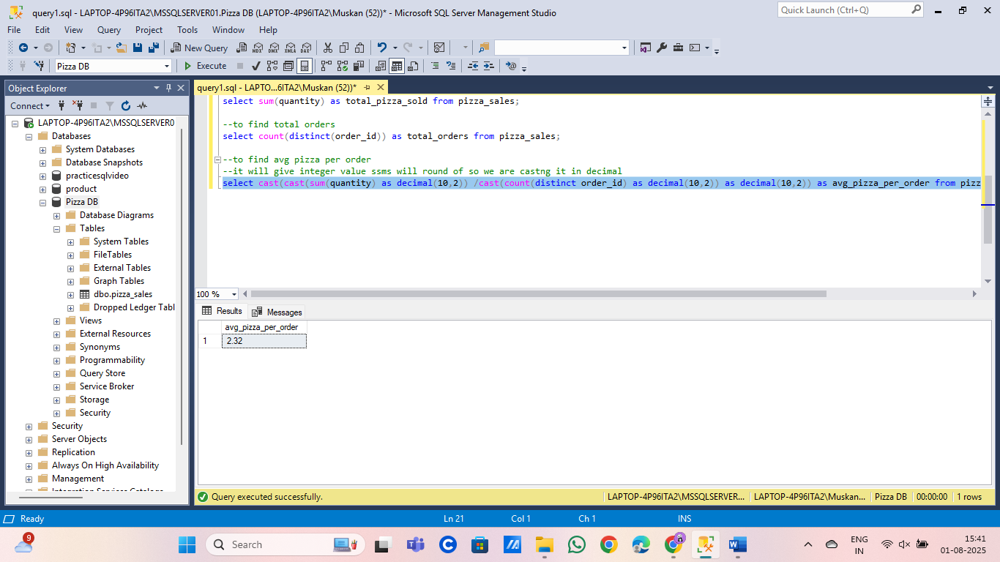 query1.sql - LAPTOP-4P96ITA2\MSSQLSERVER01.Pizza DB (LAPTOP-4P96ITA2\Muskan (52))* - Microsoft SQL Server Management Studio
Quick Launch (Ctrl+Q)
File Edit View Query Project Tools Window Help
New Query MDX DMX XMLA DAX
Pizza DB Execute
Object Explorer
Connect
LAPTOP-4P96ITA2\MSSQLSERVER0
Databases
System Databases
Database Snapshots
practicesqlvideo
product
Pizza DB
Database Diagrams
Tables
System Tables
FileTables
External Tables
Graph Tables
dbo.pizza_sales
Dropped Ledger Tabl
Views
External Resources
Synonyms
Programmability
Query Store
Service Broker
Storage
Security
Security
Server Objects
Replication
Always On High Availability
Management
query1.sql - LAPTO...6ITA2\Muskan (52))*
select sum(quantity) as total_pizza_sold from pizza_sales;
--to find total orders
select count(distinct(order_id)) as total_orders from pizza_sales;
--to find avg pizza per order
--it will give integer value ssms will round of so we are castng it in decimal
select cast(cast(sum(quantity) as decimal(10,2)) /cast(count(distinct order_id) as decimal(10,2)) as decimal(10,2)) as avg_pizza_per_order from pizz
100 %
Results Messages
avg_pizza_per_order
1 2.32
Query executed successfully. LAPTOP-4P96ITA2\MSSQLSERVER... LAPTOP-4P96ITA2\Muskan... Pizza DB 00:00:00 1 rows
Ready Ln 21 Col 1 Ch 1 INS
9
Search
ENG
IN
15:41
01-08-2025